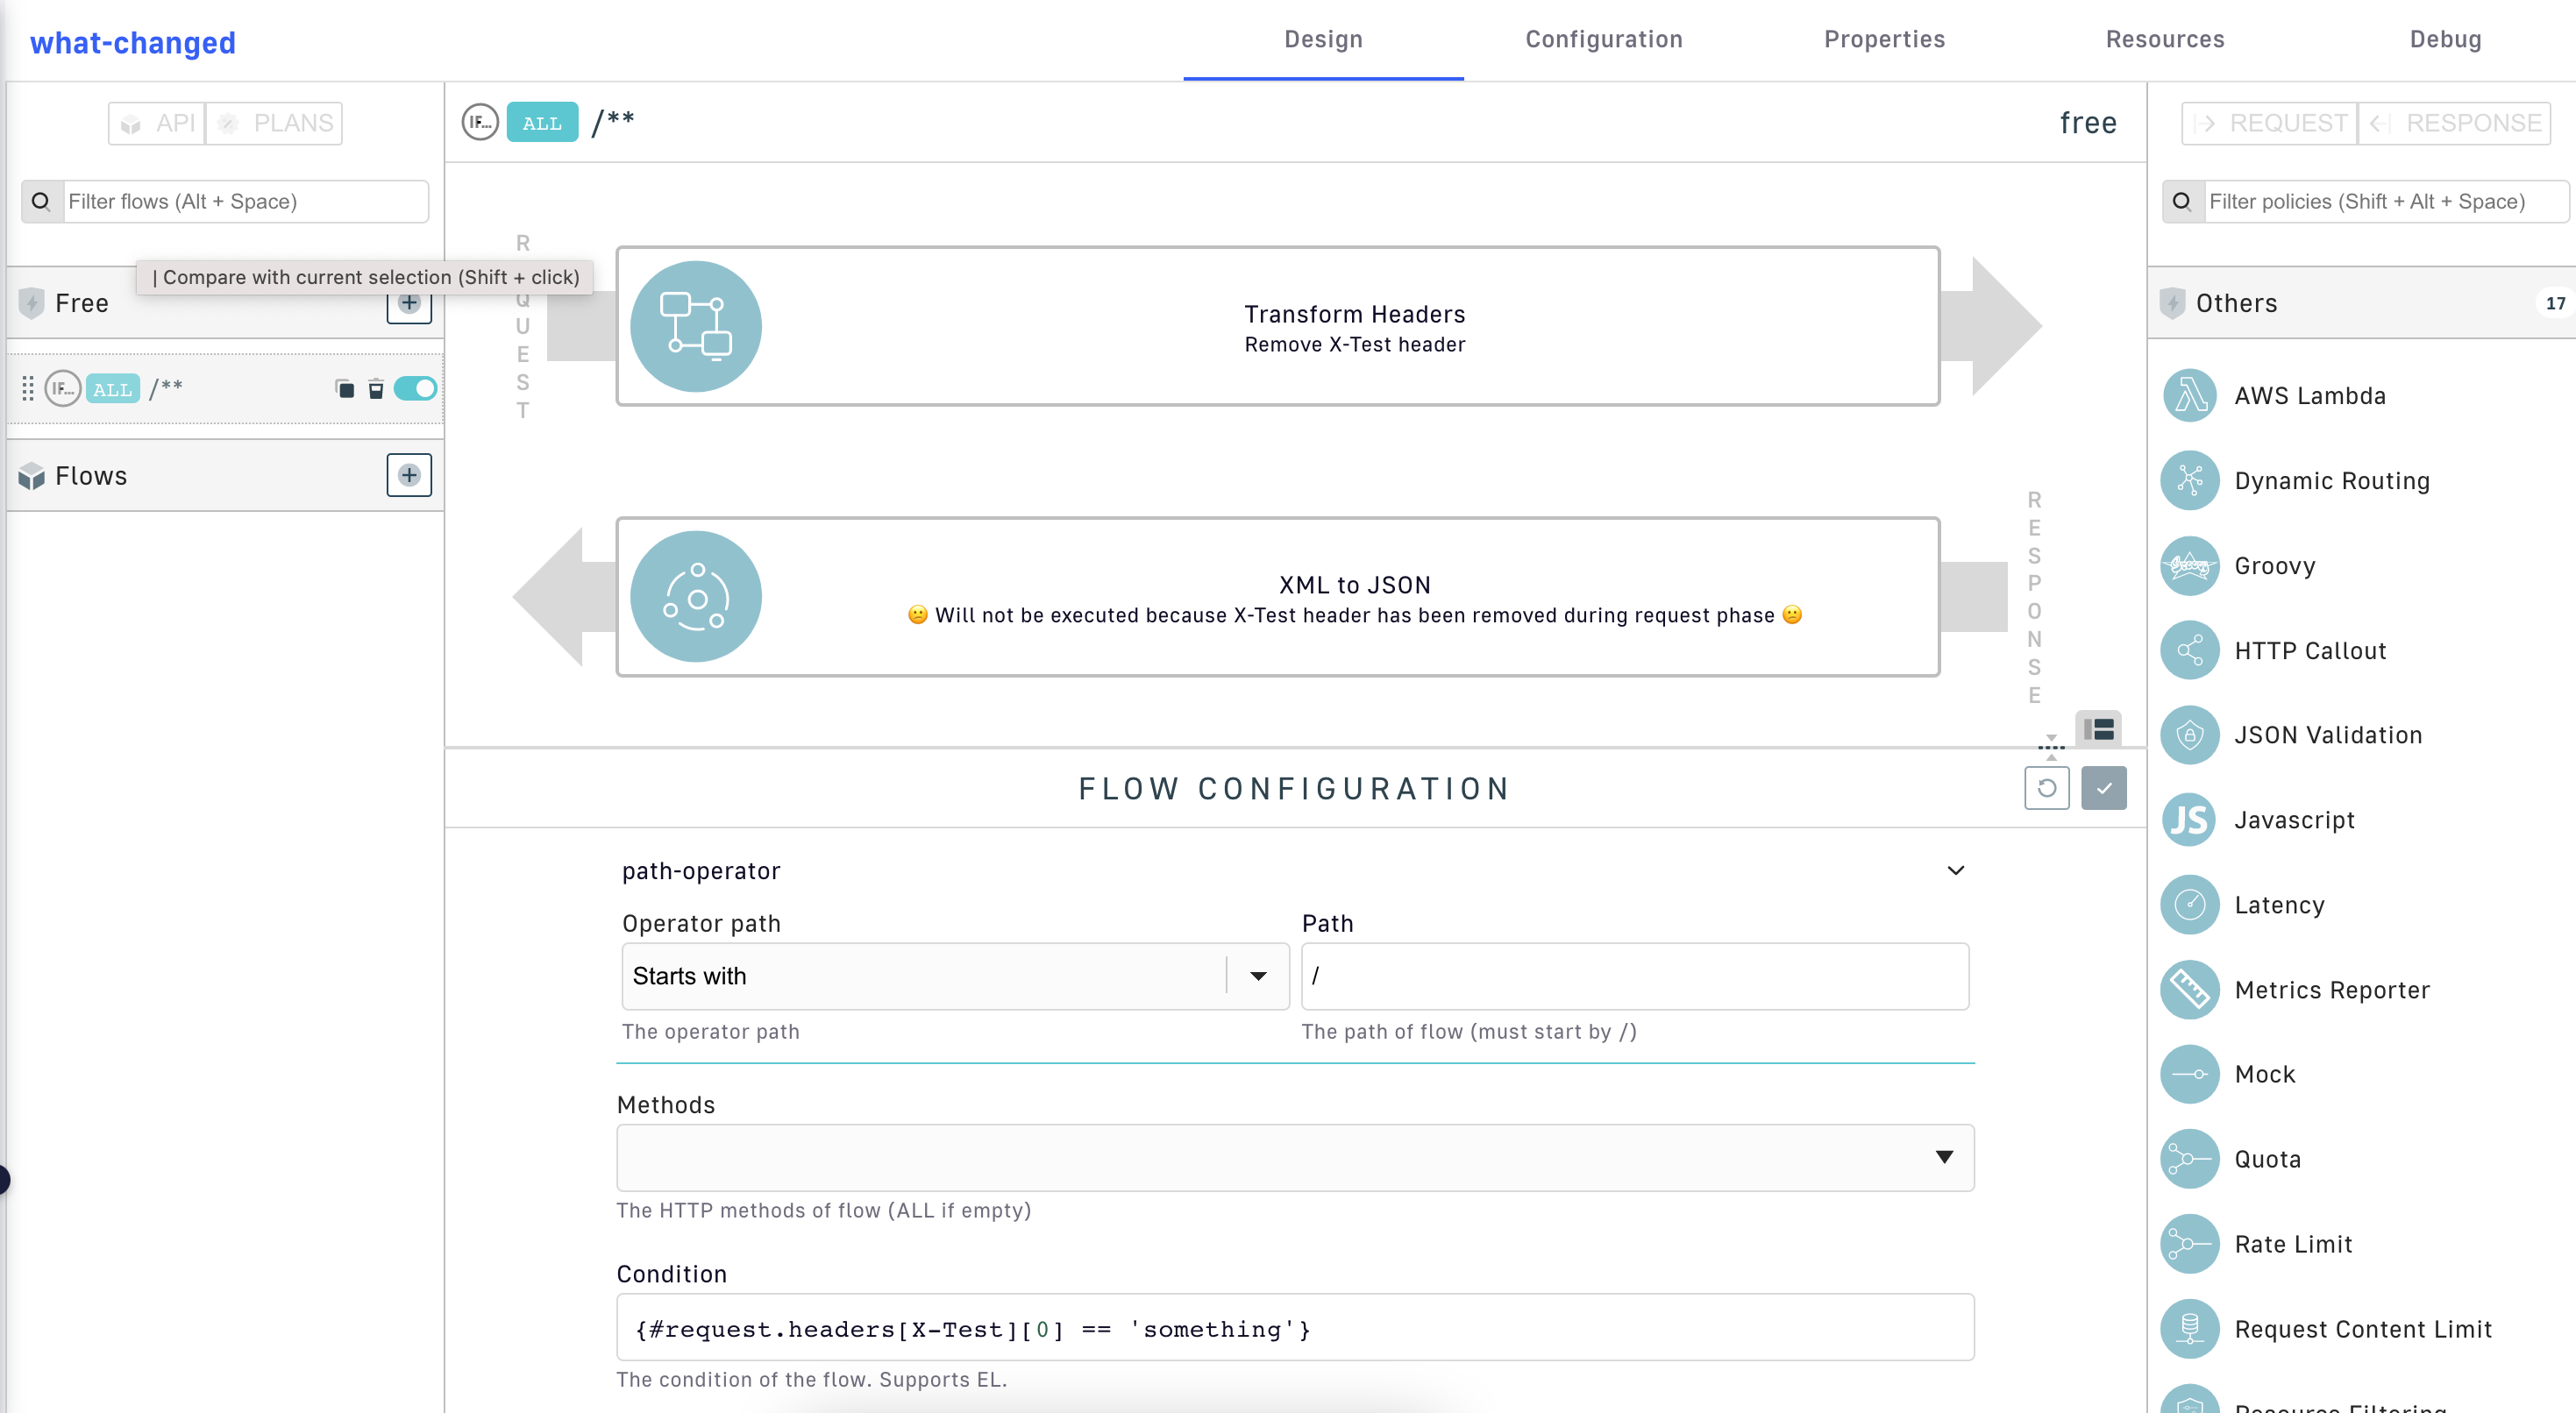 what-changed
Design
Configuration
Properties
Resources
Debug
API
PLANS
Filter flows (Alt + Space)
| Compare with current selection (Shift + click)
Free
IF...
ALL
/**
Flows
IF...
ALL
/**
free
R
Q
U
E
S
T
Transform Headers
Remove X-Test header
XML to JSON
😕 Will not be executed because X-Test header has been removed during request phase 😕
R
E
S
P
O
N
S
E
FLOW CONFIGURATION
path-operator
Operator path
Path
Starts with
/
The operator path
The path of flow (must start by /)
Methods
The HTTP methods of flow (ALL if empty)
Condition
{#request.headers[X-Test][0] == 'something'}
The condition of the flow. Supports EL.
REQUEST
RESPONSE
Filter policies (Shift + Alt + Space)
Others
17
AWS Lambda
Dynamic Routing
Groovy
HTTP Callout
JSON Validation
JS
Javascript
Latency
Metrics Reporter
Mock
Quota
Rate Limit
Request Content Limit
Resource Filtering